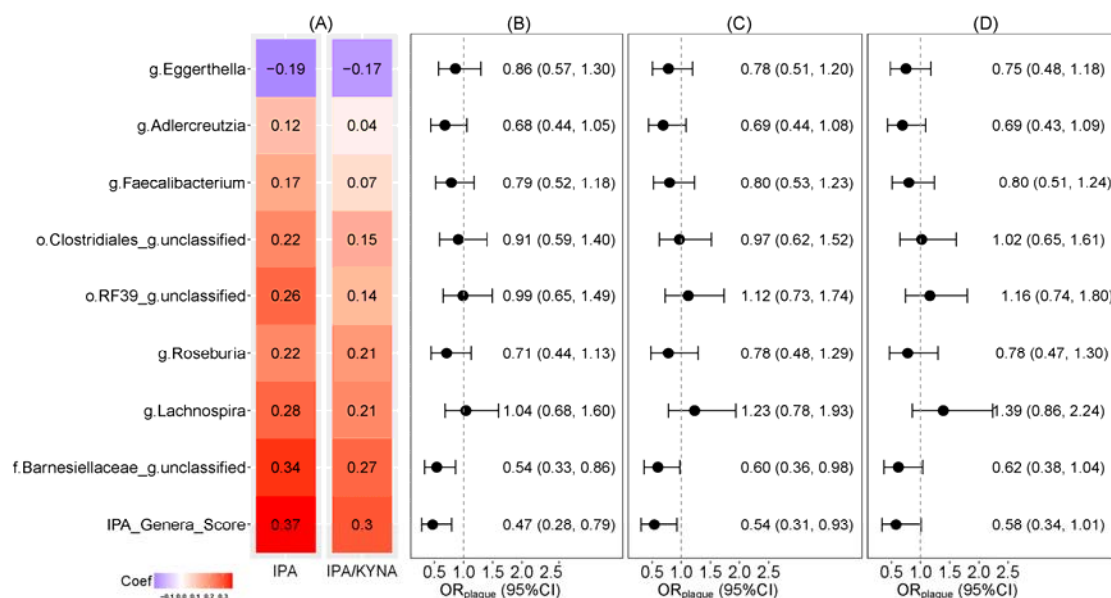 (A) (B) (C) (D)
g.Eggerthella −0.19 −0.17 0.86 (0.57, 1.30) 0.78 (0.51, 1.20) 0.75 (0.48, 1.18)
g.Adlercreutzia 0.12 0.04 0.68 (0.44, 1.05) 0.69 (0.44, 1.08) 0.69 (0.43, 1.09)
g.Faecalibacterium 0.17 0.07 0.79 (0.52, 1.18) 0.80 (0.53, 1.23) 0.80 (0.51, 1.24)
o.Clostridiales_g.unclassified 0.22 0.15 0.91 (0.59, 1.40) 0.97 (0.62, 1.52) 1.02 (0.65, 1.61)
o.RF39_g.unclassified 0.26 0.14 0.99 (0.65, 1.49) 1.12 (0.73, 1.74) 1.16 (0.74, 1.80)
g.Roseburia 0.22 0.21 0.71 (0.44, 1.13) 0.78 (0.48, 1.29) 0.78 (0.47, 1.30)
g.Lachnospira 0.28 0.21 1.04 (0.68, 1.60) 1.23 (0.78, 1.93) 1.39 (0.86, 2.24)
f.Barnesiellaceae_g.unclassified 0.34 0.27 0.54 (0.33, 0.86) 0.60 (0.36, 0.98) 0.62 (0.38, 1.04)
IPA_Genera_Score 0.37 0.3 0.47 (0.28, 0.79) 0.54 (0.31, 0.93) 0.58 (0.34, 1.01)
IPA IPA/KYNA 0.5 1.0 1.5 2.0 2.5 0.5 1.0 1.5 2.0 2.5 0.5 1.0 1.5 2.0 2.5
Coef ORplaque (95%CI) ORplaque (95%CI) ORplaque (95%CI)
−0.1 0.0 0.1 0.2 0.3